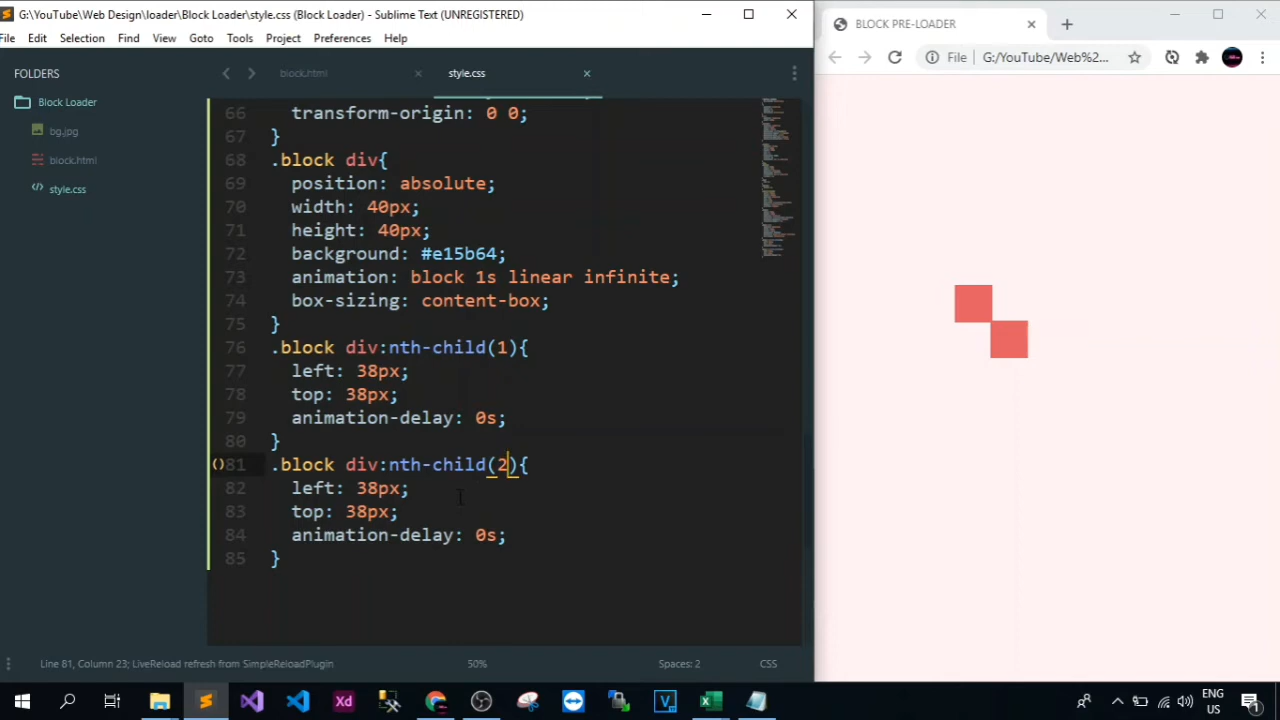 G:\YouTube\Web Design\loader\Block Loader\style.css (Block Loader) - Sublime Text (UNREGISTERED)
File Edit Selection Find View Goto Tools Project Preferences Help
FOLDERS
Block Loader
bg.jpg
block.html
style.css
block.html
style.css
66 transform-origin: 0 0;
67 }
68 .block div{
69 position: absolute;
70 width: 40px;
71 height: 40px;
72 background: #e15b64;
73 animation: block 1s linear infinite;
74 box-sizing: content-box;
75 }
76 .block div:nth-child(1){
77 left: 38px;
78 top: 38px;
79 animation-delay: 0s;
80 }
81 .block div:nth-child(2){
82 left: 38px;
83 top: 38px;
84 animation-delay: 0s;
85 }
Line 81, Column 23; LiveReload refresh from SimpleReloadPlugin 50% Spaces: 2 CSS
BLOCK PRE-LOADER
File G:/YouTube/Web%2...
Xd
ENG
US
7:08 PM
1